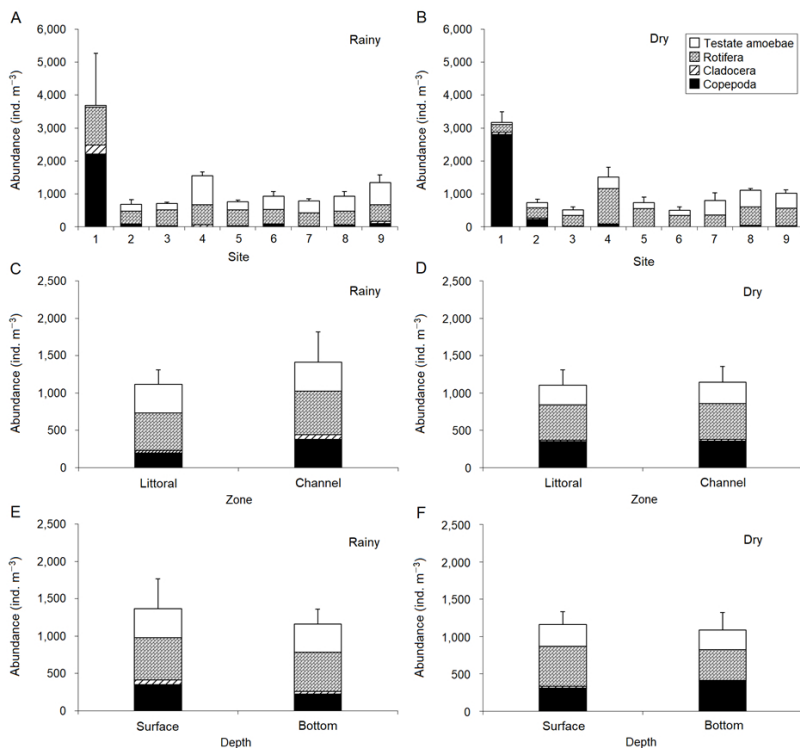 A
Rainy
Abundance (ind. m−3)
6,000
5,000
4,000
3,000
2,000
1,000
0
1 2 3 4 5 6 7 8 9
Site
B
Dry
Testate amoebae
Rotifera
Cladocera
Copepoda
Abundance (ind. m−3)
6,000
5,000
4,000
3,000
2,000
1,000
0
1 2 3 4 5 6 7 8 9
Site
C
Rainy
Abundance (ind. m−3)
2,500
2,000
1,500
1,000
500
0
Littoral Channel
Zone
D
Dry
Abundance (ind. m−3)
2,500
2,000
1,500
1,000
500
0
Littoral Channel
Zone
E
Rainy
Abundance (ind. m−3)
2,500
2,000
1,500
1,000
500
0
Surface Bottom
Depth
F
Dry
Abundance (ind. m−3)
2,500
2,000
1,500
1,000
500
0
Surface Bottom
Depth